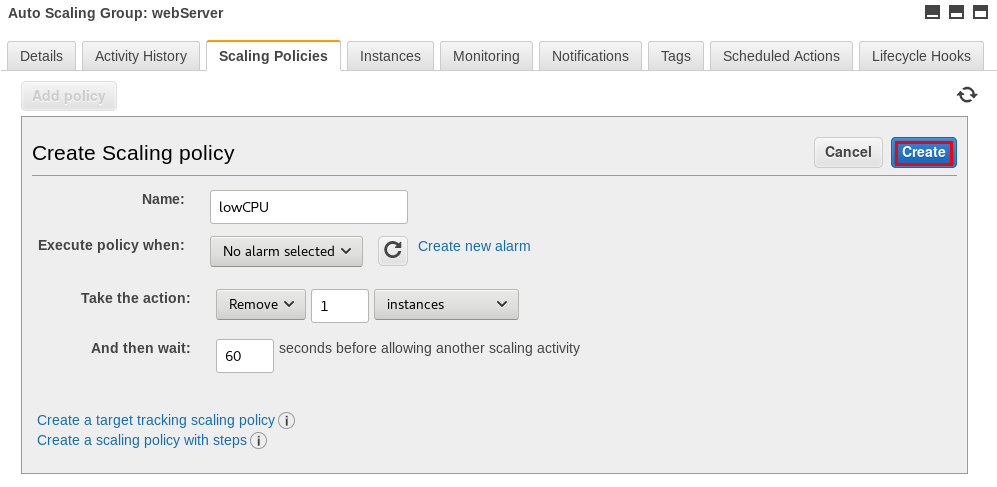 Auto Scaling Group: webServer
Details Activity History Scaling Policies Instances Monitoring Notifications Tags Scheduled Actions Lifecycle Hooks
Add policy
Create Scaling policy Cancel Create
Name: lowCPU
Execute policy when: No alarm selected Create new alarm
Take the action: Remove 1 instances
And then wait: 60 seconds before allowing another scaling activity
Create a target tracking scaling policy i
Create a scaling policy with steps i